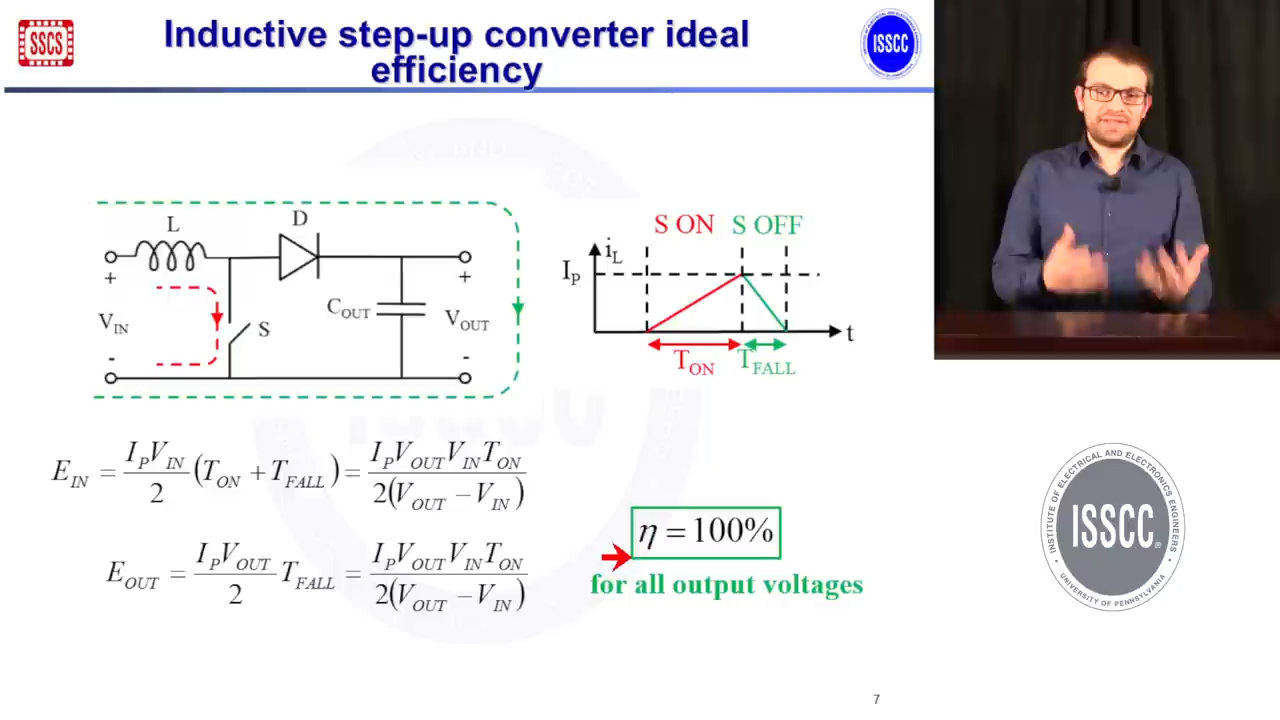 SSCS
Inductive step-up converter ideal
efficiency
ISSCC
L
D
S
C_OUT
V_IN
V_OUT
+
-
+
-
S ON
S OFF
i_L
I_P
t
T_ON
T_FALL
E_IN = I_P V_IN / 2 (T_ON + T_FALL) = I_P V_OUT V_IN T_ON / 2(V_OUT − V_IN)
E_OUT = I_P V_OUT / 2 T_FALL = I_P V_OUT V_IN T_ON / 2(V_OUT − V_IN)
η = 100%
for all output voltages
INSTITUTE OF ELECTRICAL AND ELECTRONICS ENGINEERS
ISSCC®
UNIVERSITY OF PENNSYLVANIA
7